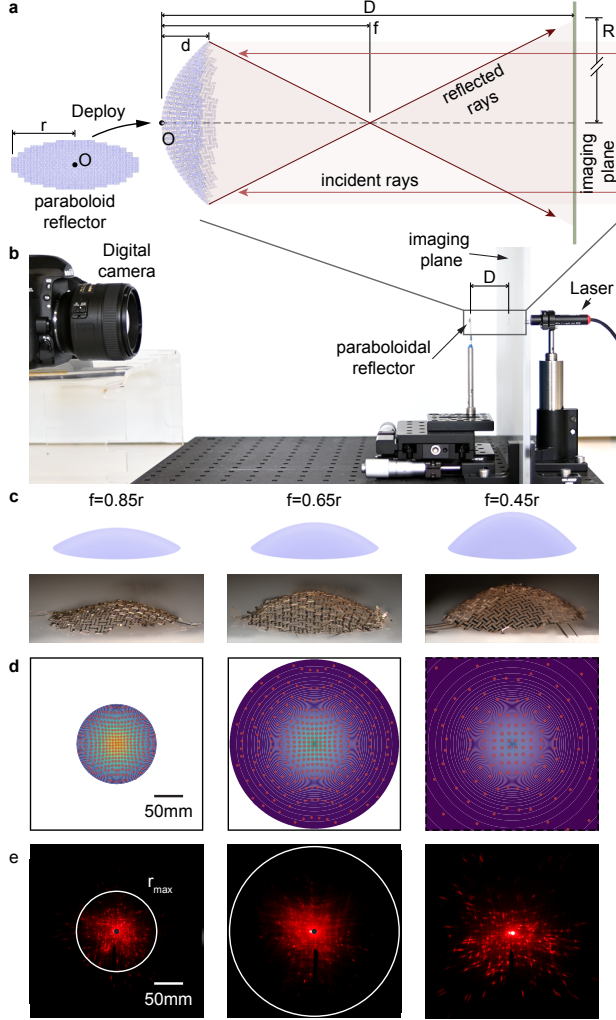 a
D
f
d
R
reflected
rays
Deploy
r
O
O
incident rays
imaging
plane
paraboloid
reflector
b
Digital
camera
imaging
plane
D
Laser
paraboloidal
reflector
c
f=0.85r
f=0.65r
f=0.45r
d
50mm
e
r_max
50mm